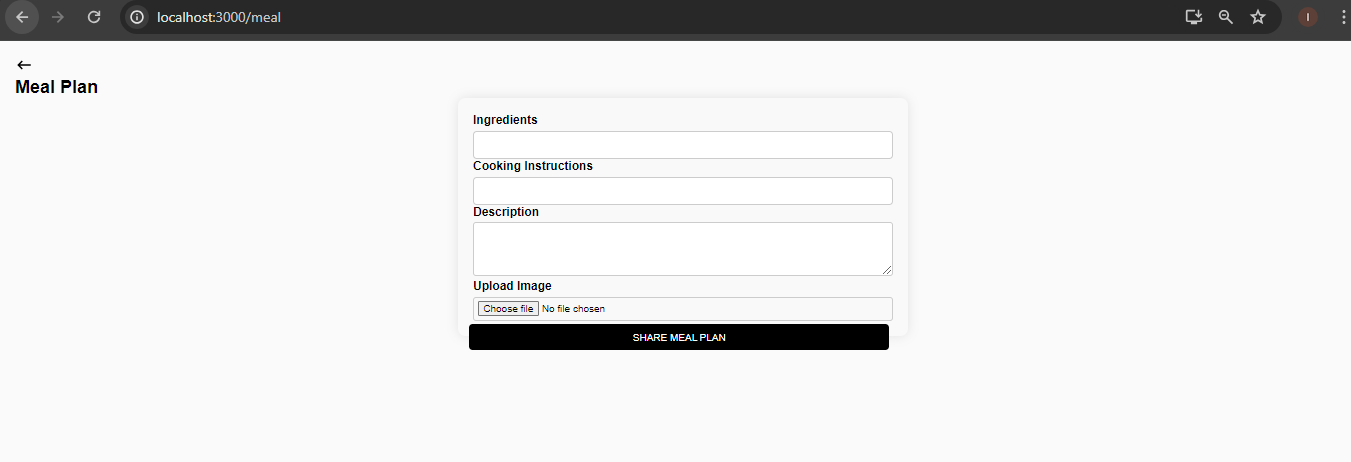 localhost:3000/meal
I
Meal Plan
Ingredients
Cooking Instructions
Description
Upload Image
Choose file No file chosen
SHARE MEAL PLAN